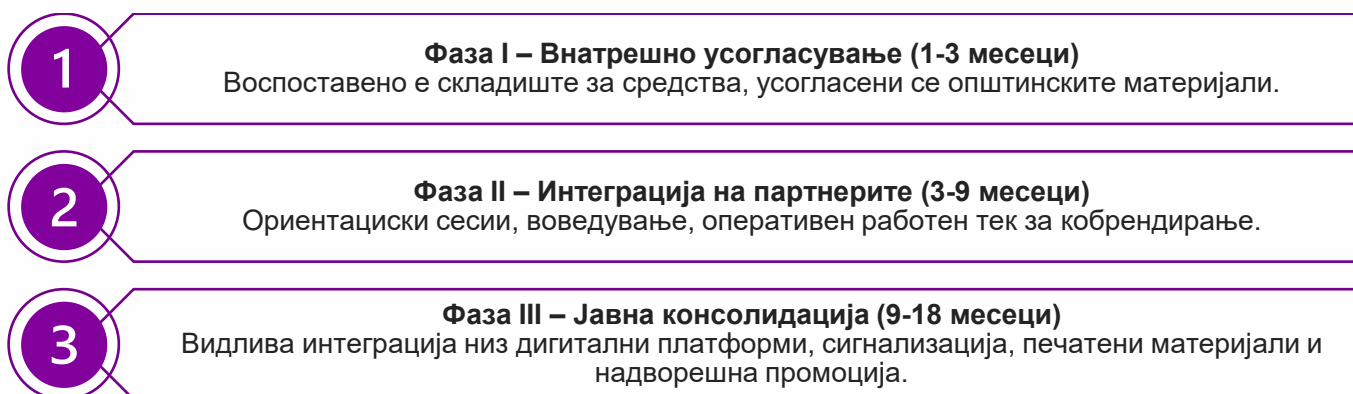 1
Фаза I – Внатрешно усогласување (1-3 месеци)
Воспоставено е складиште за средства, усогласени се општинските материјали.
2
Фаза II – Интеграција на партнерите (3-9 месеци)
Ориентациски сесии, воведување, оперативен работен тек за кобрендирање.
3
Фаза III – Јавна консолидација (9-18 месеци)
Видлива интеграција низ дигитални платформи, сигнализација, печатени материјали и
надворешна промоција.